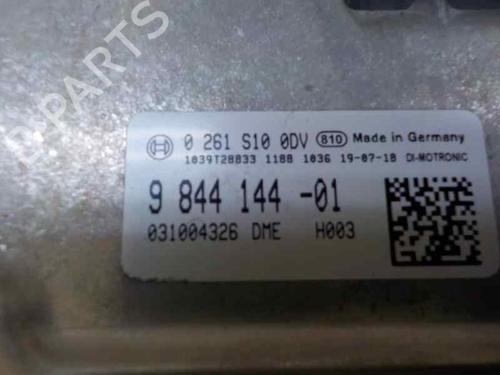 B-PARTS
0 261 S10 0DV 810 Made in Germany
1039T28833 1188 1036 19-07-18 DI-MOTRONIC
9 844 144 -01
031004326 DME H003